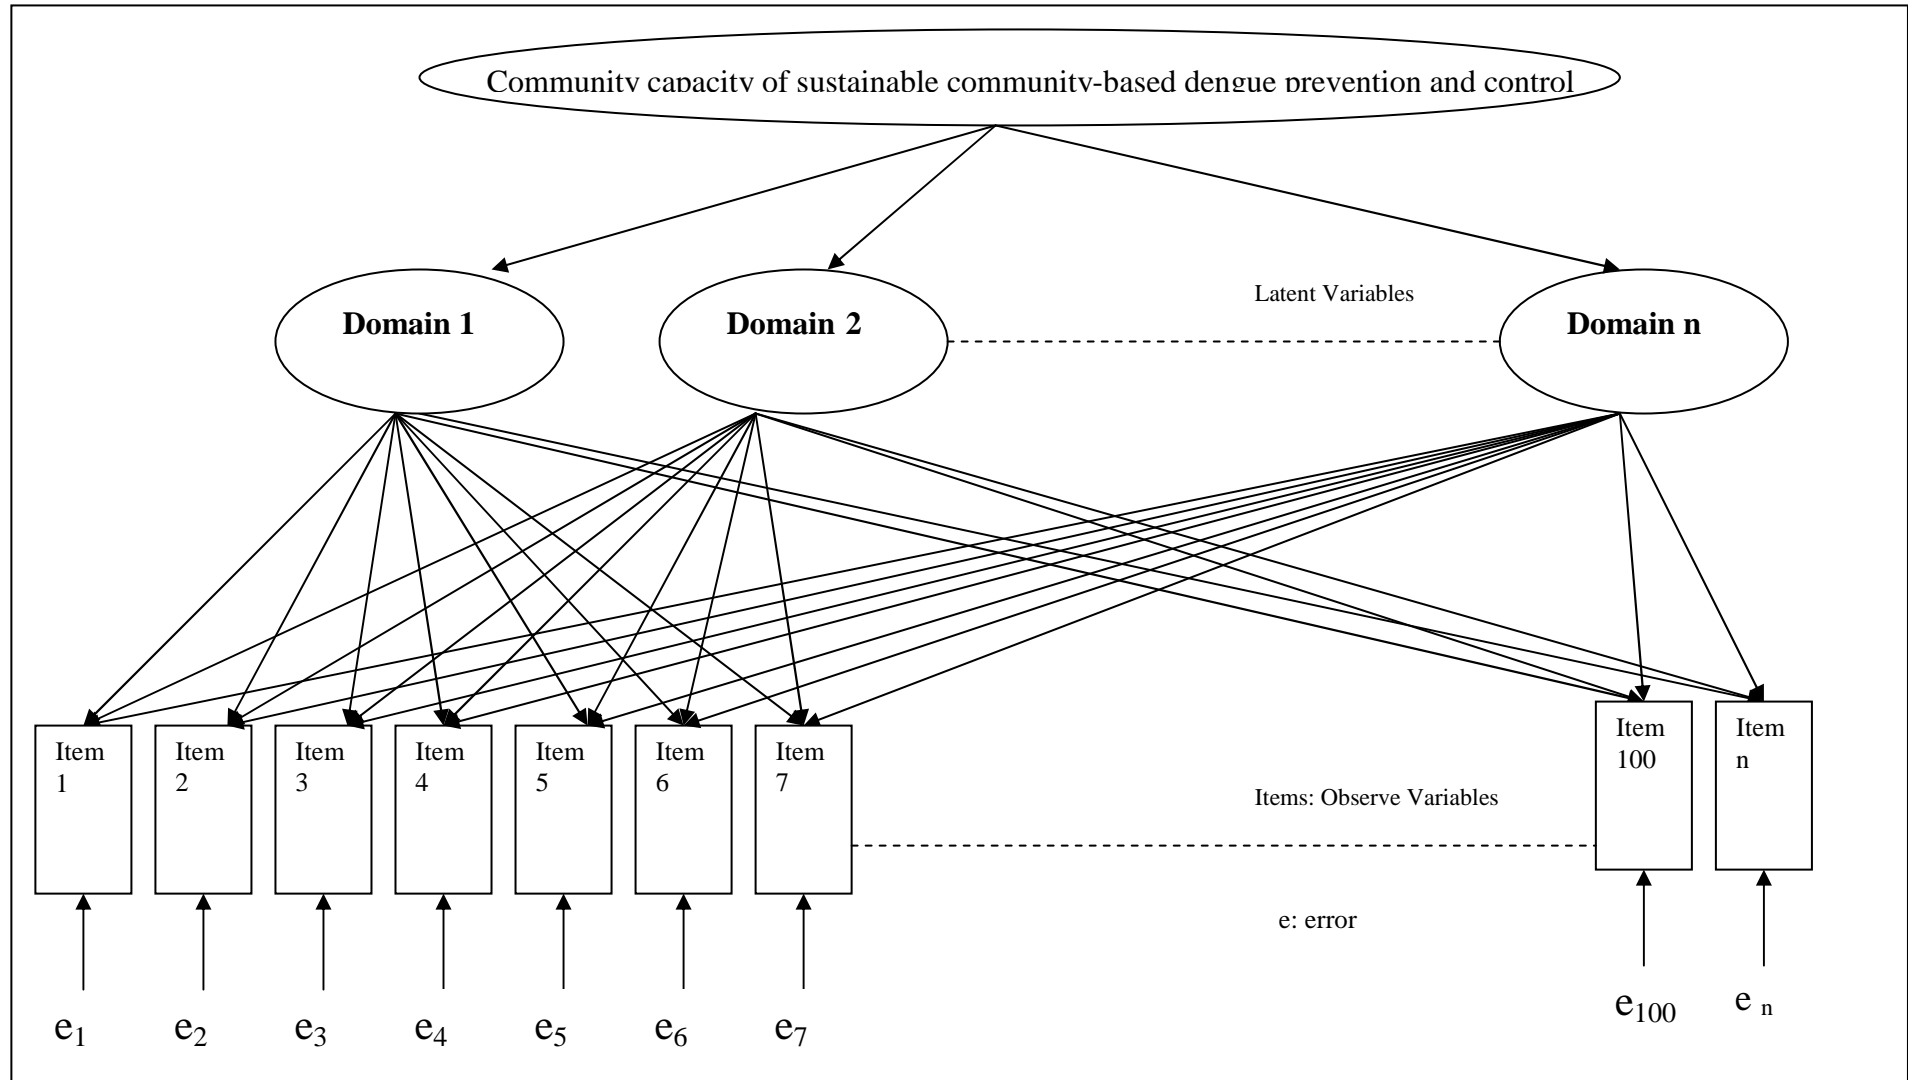 Community capacity of sustainable community-based dengue prevention and control
Latent Variables
Domain 1
Domain 2
Domain n
Item
1
Item
2
Item
3
Item
4
Item
5
Item
6
Item
7
Item
100
Item
n
Items: Observe Variables
e: error
e1
e2
e3
e4
e5
e6
e7
e100
e n